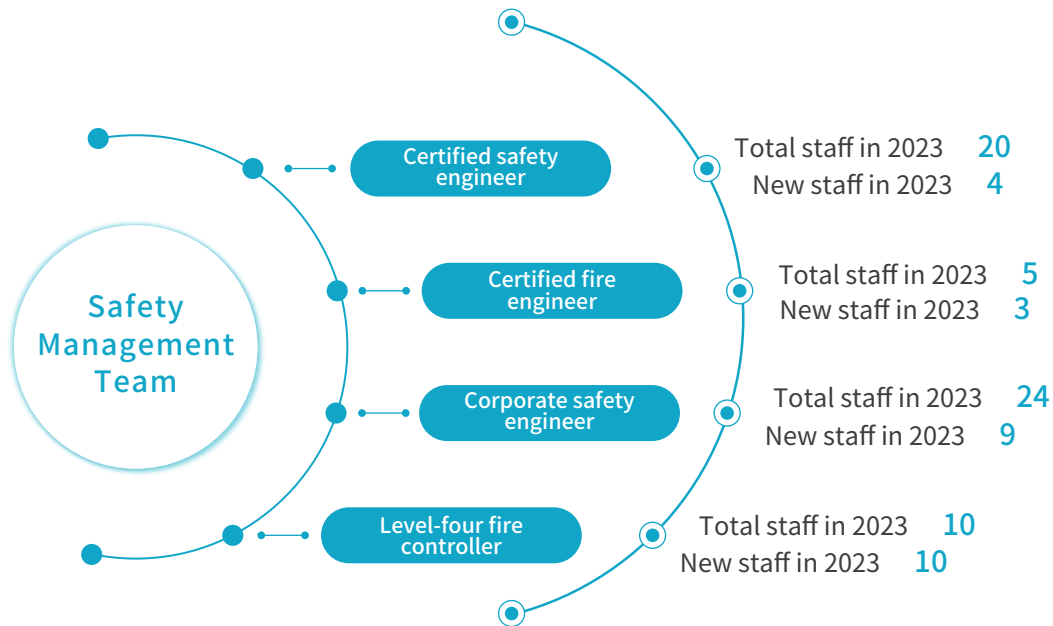 Safety
Management
Team
Certified safety
engineer
Total staff in 2023 20
New staff in 2023 4
Certified fire
engineer
Total staff in 2023 5
New staff in 2023 3
Corporate safety
engineer
Total staff in 2023 24
New staff in 2023 9
Level-four fire
controller
Total staff in 2023 10
New staff in 2023 10